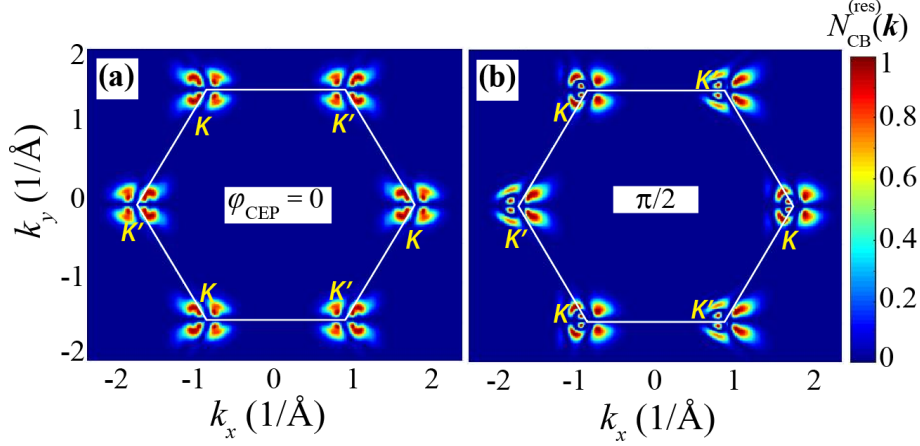 N_CB^(res)(k)
(a)
(b)
2
1
0
-1
-2
k_y (1/Å)
K
K'
K'
K
K
K'
φ_CEP = 0
-2 -1 0 1 2
k_x (1/Å)
K
K'
K'
K
K
K'
π/2
-2 -1 0 1 2
k_x (1/Å)
1
0.8
0.6
0.4
0.2
0